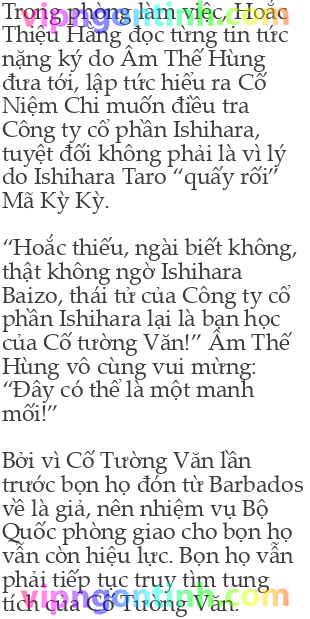 Trong phòng làm việc, Hoắc
Thiệu Hằng đọc từng tin tức
nặng ký do Âm Thế Hùng
đưa tới, lập tức hiểu ra Cố
Niệm Chi muốn điều tra
Công ty cổ phần Ishihara,
tuyệt đối không phải là vì lý
do Ishihara Taro “quấy rối”
Mã Kỳ Kỳ.
“Hoắc thiếu, ngài biết không,
thật không ngờ Ishihara
Baizo, thái tử của Công ty cổ
phần Ishihara lại là bạn học
của Cố tường Văn!” Âm Thế
Hùng vô cùng vui mừng:
“Đây có thể là một manh
mối!”
Bởi vì Cố Tường Văn lần
trước bọn họ đón từ Barbados
về là giả, nên nhiệm vụ Bộ
Quốc phòng giao cho bọn họ
vẫn còn hiệu lực. Bọn họ vẫn
phải tiếp tục truy tìm tung
tích của Cố Tường Văn.
vipngontinh.com
vipngontinh.com